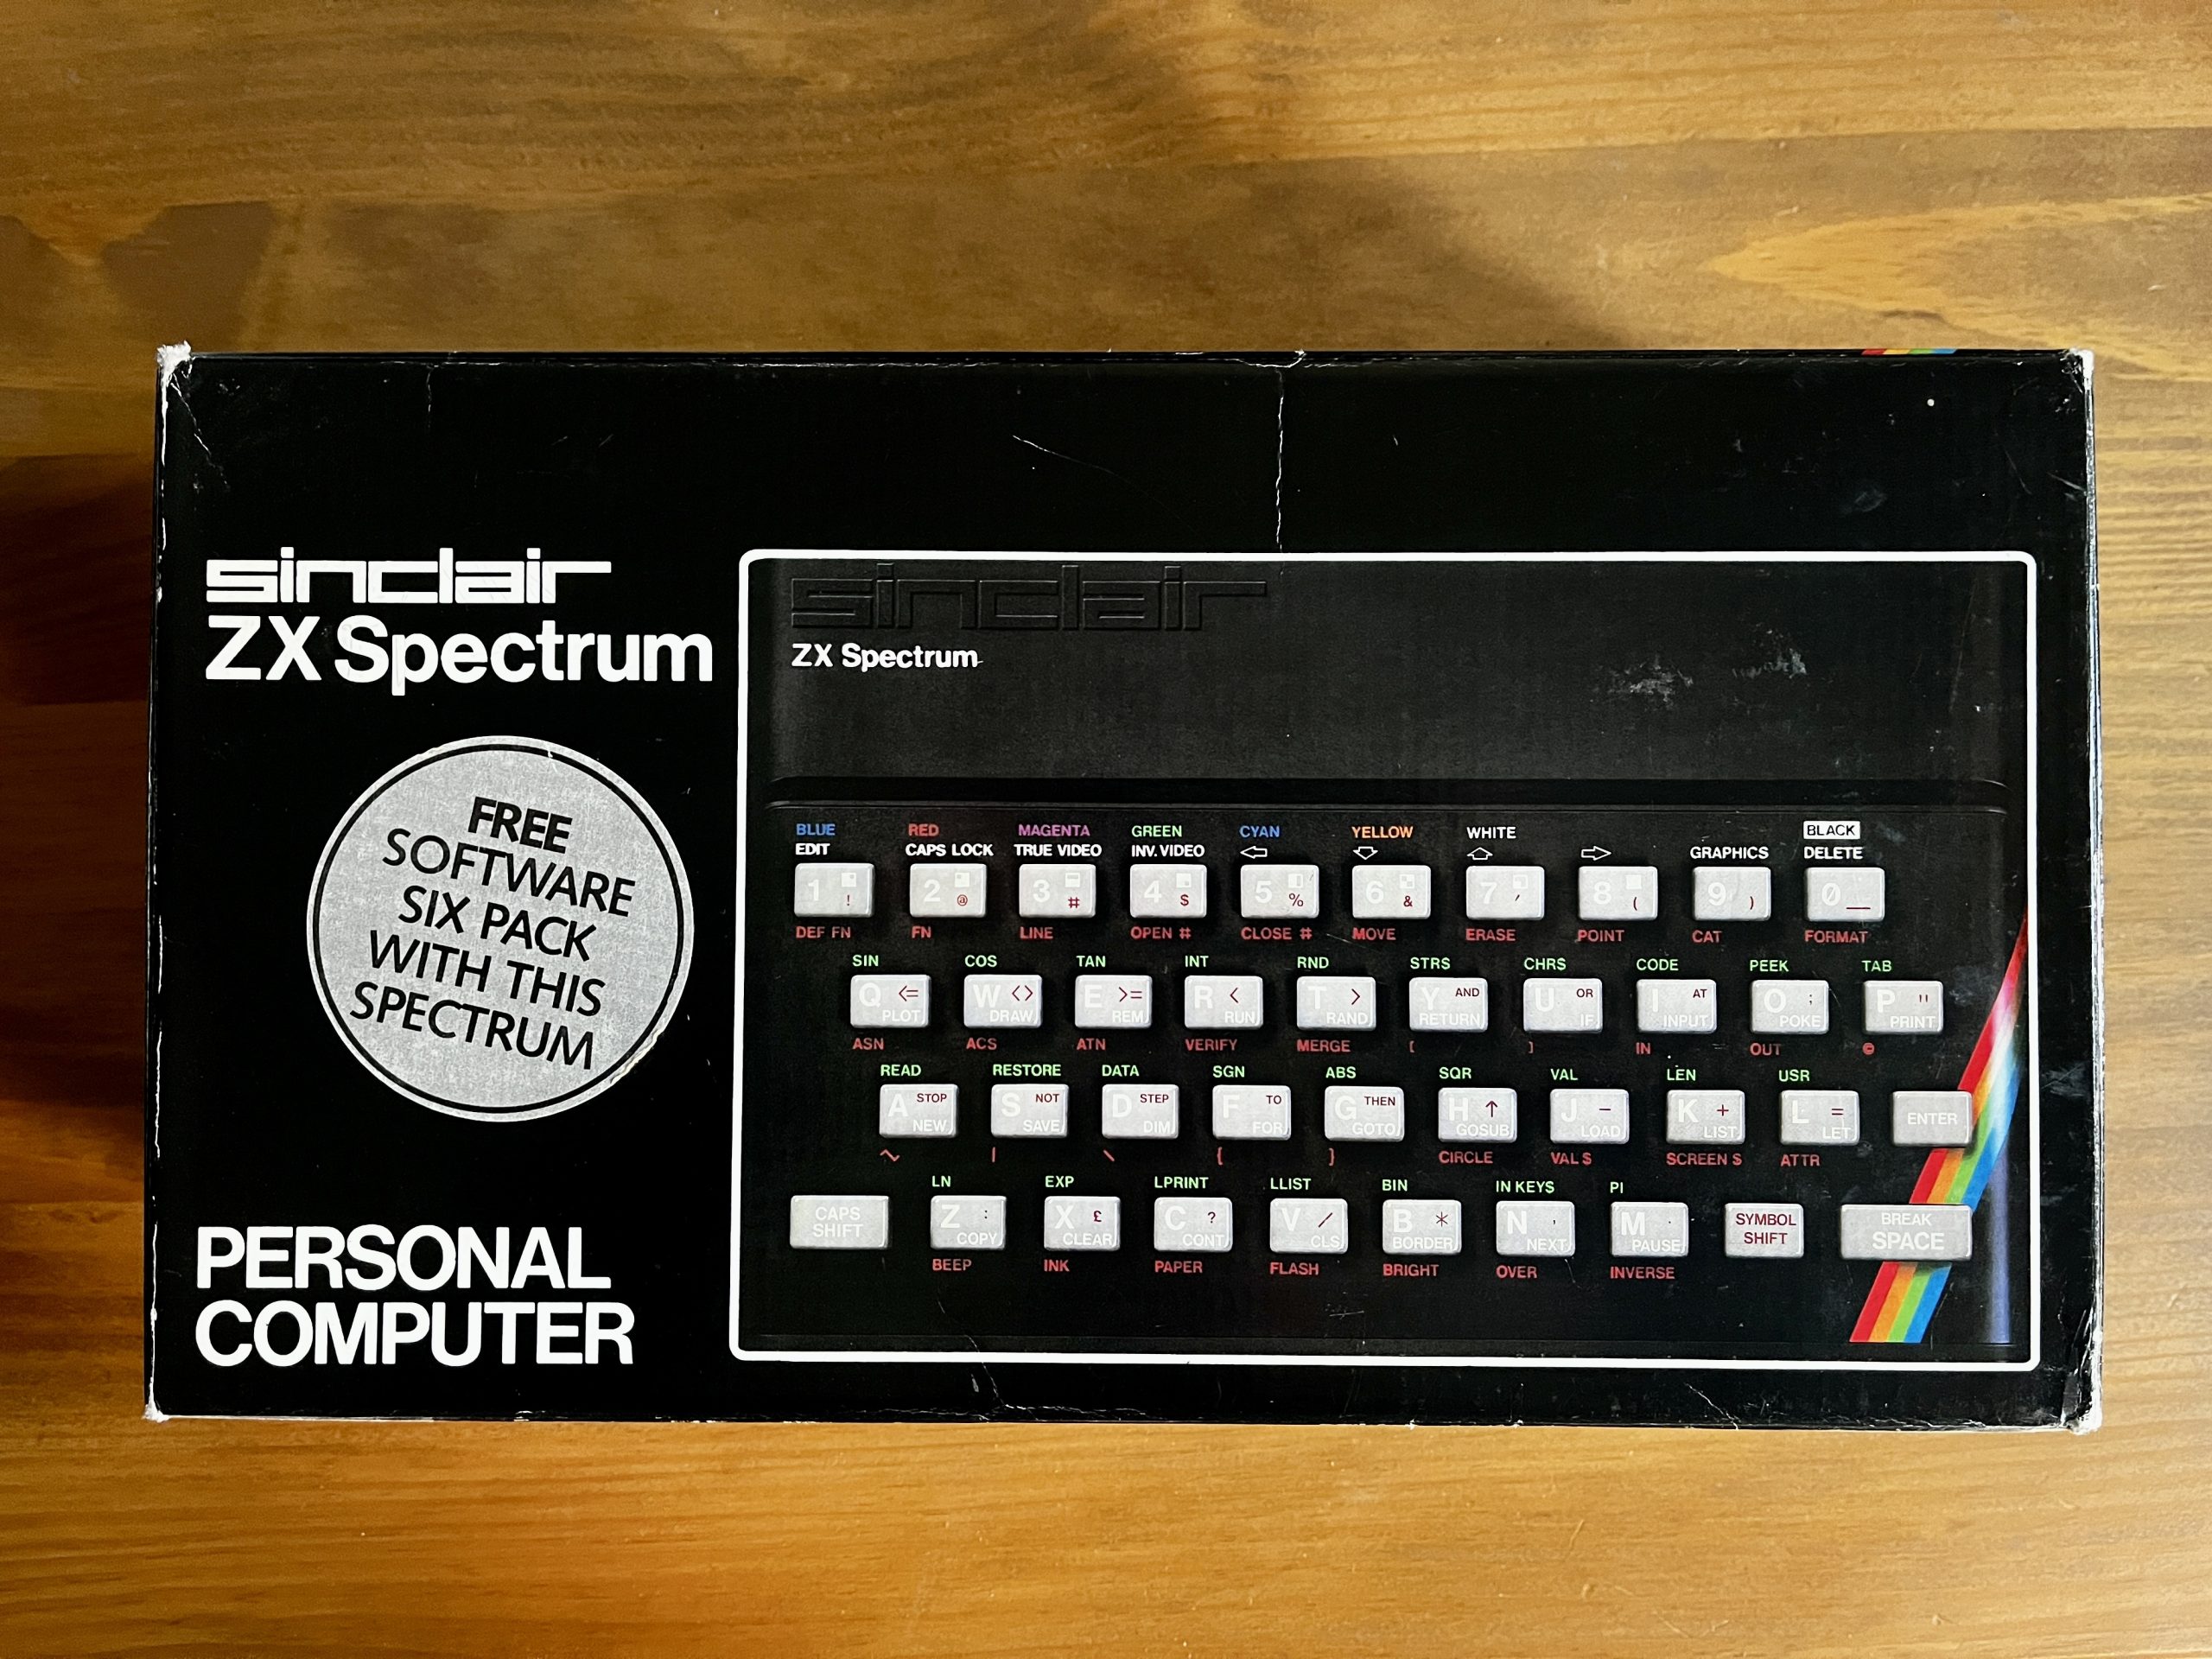 sinclair
ZX Spectrum
FREE
SOFTWARE
SIX PACK
WITH THIS
SPECTRUM
PERSONAL
COMPUTER
sinclair
ZX Spectrum
BLUE RED MAGENTA GREEN CYAN YELLOW WHITE BLACK
EDIT CAPS LOCK TRUE VIDEO INV. VIDEO ⇦ ⇩ ⇧ ⇨ GRAPHICS DELETE
1 ! 2 @ 3 # 4 $ 5 % 6 & 7 ' 8 ( 9 ) 0 _
DEF FN FN LINE OPEN # CLOSE # MOVE ERASE POINT CAT FORMAT
SIN COS TAN INT RND STR$ CHR$ CODE PEEK TAB
Q <= W <> E >= R < T > Y AND U OR I AT O ; P "
PLOT DRAW REM RUN RAND RETURN IF INPUT POKE PRINT
ASN ACS ATN VERIFY MERGE [ ] IN OUT ©
READ RESTORE DATA SGN ABS SQR VAL LEN USR
A STOP S NOT D STEP F TO G THEN H ↑ J - K + L = ENTER
NEW SAVE DIM FOR GOTO GOSUB LOAD LIST LET
~ | \ { } CIRCLE VAL $ SCREEN $ ATTR
LN EXP LPRINT LLIST BIN IN KEYS PI
CAPS SHIFT Z : X £ C ? V / B * N , M . SYMBOL SHIFT BREAK SPACE
COPY CLEAR CONT CLS BORDER NEXT PAUSE
BEEP INK PAPER FLASH BRIGHT OVER INVERSE